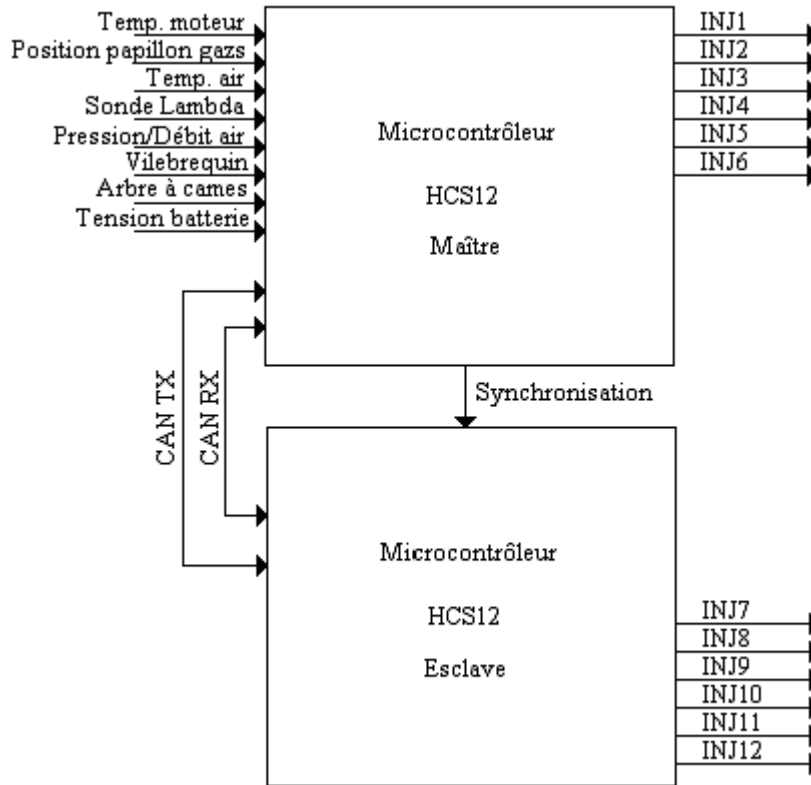 Temp. moteur
Position papillon gazs
Temp. air
Sonde Lambda
Pression/Débit air
Vilebrequin
Arbre à cames
Tension batterie
Microcontrôleur
HCS12
Maître
INJ1
INJ2
INJ3
INJ4
INJ5
INJ6
CAN TX
CAN RX
Synchronisation
Microcontrôleur
HCS12
Esclave
INJ7
INJ8
INJ9
INJ10
INJ11
INJ12